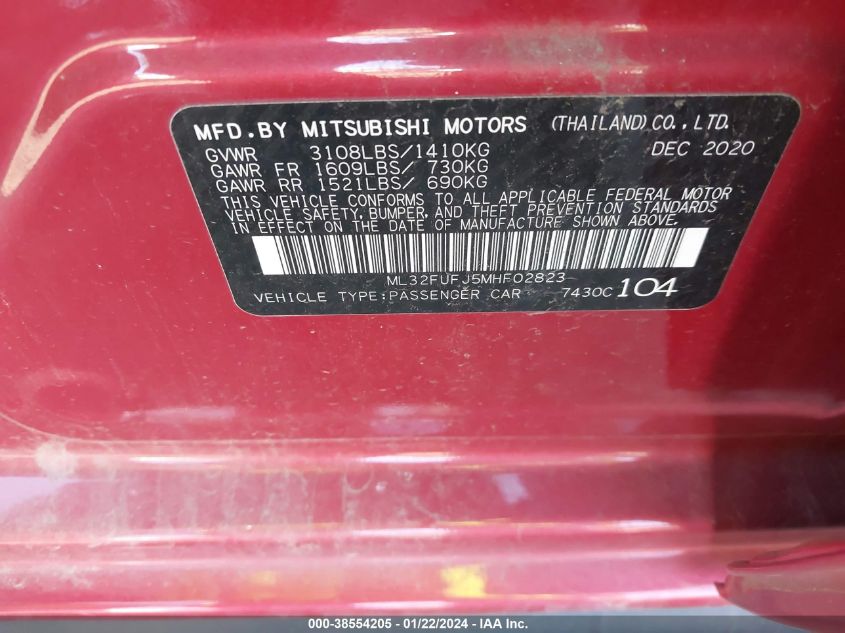 MFD.BY MITSUBISHI MOTORS (THAILAND)CO.,LTD.
GVWR 3108LBS/1410KG DEC 2020
GAWR FR 1609LBS/ 730KG
GAWR RR 1521LBS/ 690KG
THIS VEHICLE CONFORMS TO ALL APPLICABLE FEDERAL MOTOR
VEHICLE SAFETY, BUMPER, AND THEFT PREVENTION STANDARDS
IN EFFECT ON THE DATE OF MANUFACTURE SHOWN ABOVE.
ML32FUFJ5MHF02823
VEHICLE TYPE:PASSENGER CAR 7430C 104
000-38554205 - 01/22/2024 - IAA Inc.